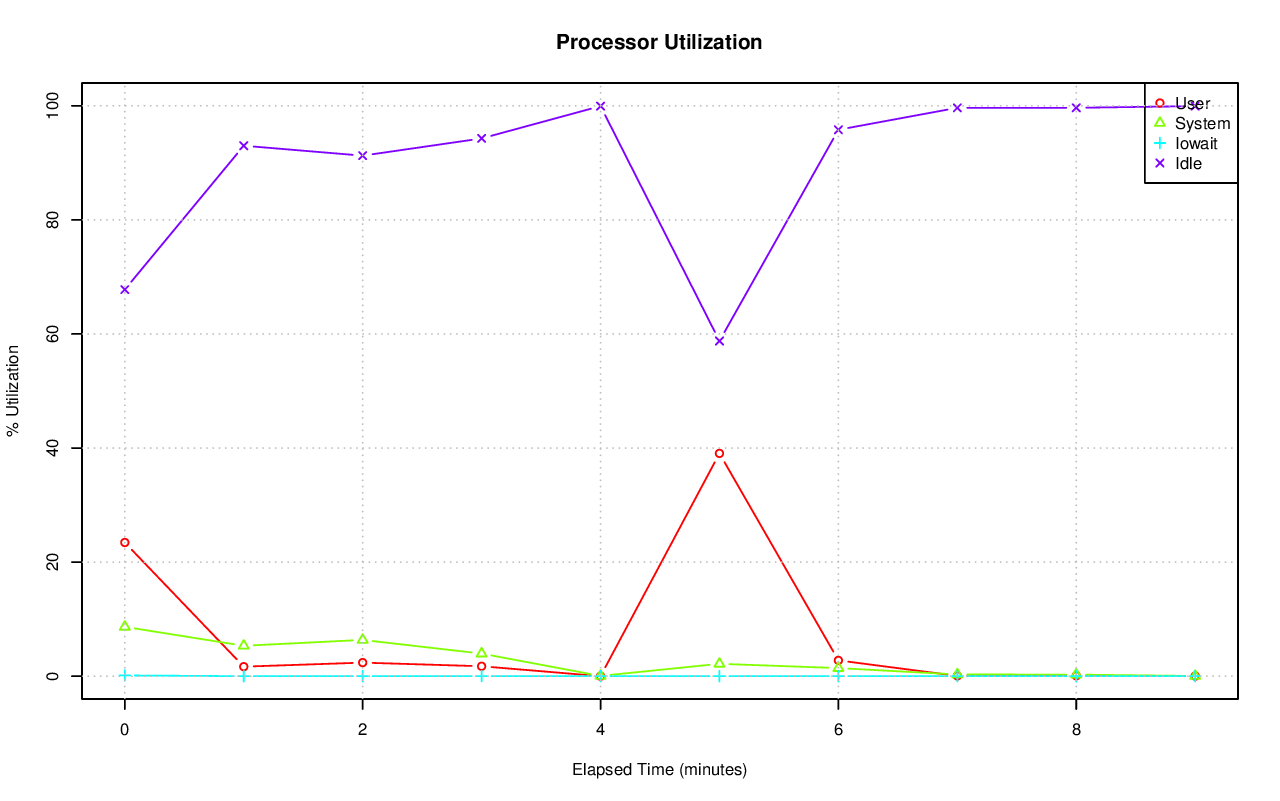 Processor Utilization
100
80
60
40
20
0
% Utilization
User
System
Iowait
Idle
0 2 4 6 8
Elapsed Time (minutes)